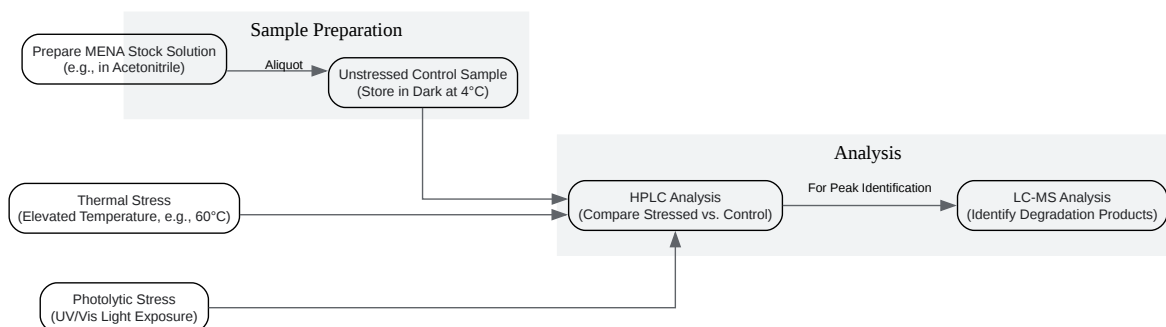 Sample Preparation
Prepare MENA Stock Solution
(e.g., in Acetonitrile)
Aliquot
Unstressed Control Sample
(Store in Dark at 4°C)
Analysis
Thermal Stress
(Elevated Temperature, e.g., 60°C)
HPLC Analysis
(Compare Stressed vs. Control)
For Peak Identification
LC-MS Analysis
(Identify Degradation Products)
Photolytic Stress
(UV/Vis Light Exposure)